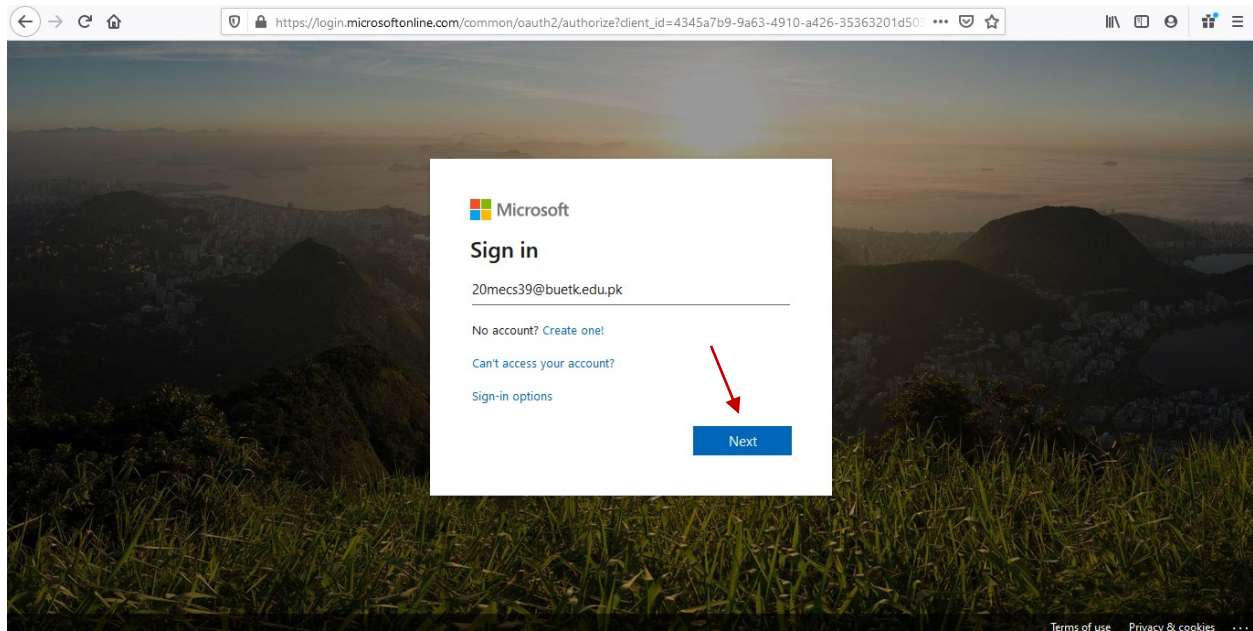 https://login.microsoftonline.com/common/oauth2/authorize?client_id=4345a7b9-9a63-4910-a426-35363201d503
Microsoft
Sign in
20mecs39@buetk.edu.pk
No account? Create one!
Can't access your account?
Sign-in options
Next
Terms of use Privacy & cookies ...